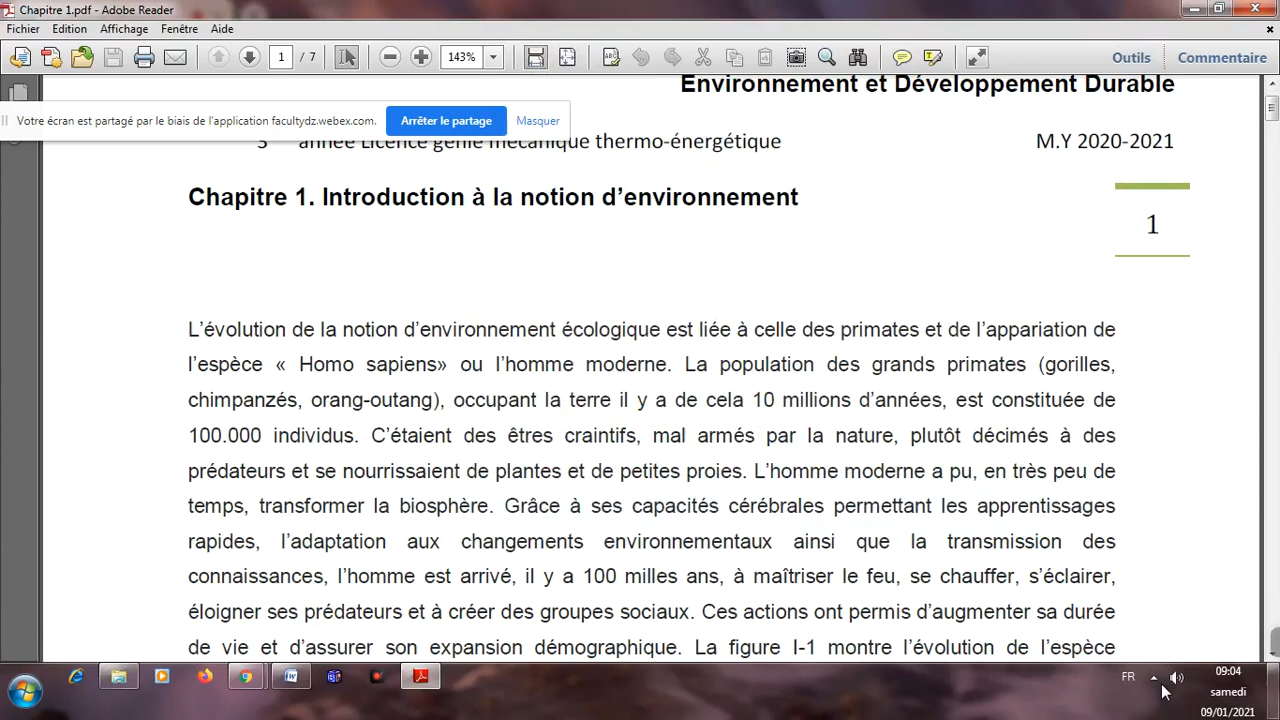 Chapitre 1.pdf - Adobe Reader
Fichier Edition Affichage Fenêtre Aide
1 / 7 143% Outils Commentaire
Environnement et Développement Durable
Votre écran est partagé par le biais de l'application facultydz.webex.com. Arrêter le partage Masquer
3 année Licence génie mécanique thermo-énergétique M.Y 2020-2021
Chapitre 1. Introduction à la notion d’environnement
1
L’évolution de la notion d’environnement écologique est liée à celle des primates et de l’appariation de
l’espèce « Homo sapiens» ou l’homme moderne. La population des grands primates (gorilles,
chimpanzés, orang-outang), occupant la terre il y a de cela 10 millions d’années, est constituée de
100.000 individus. C’étaient des êtres craintifs, mal armés par la nature, plutôt décimés à des
prédateurs et se nourrissaient de plantes et de petites proies. L’homme moderne a pu, en très peu de
temps, transformer la biosphère. Grâce à ses capacités cérébrales permettant les apprentissages
rapides, l’adaptation aux changements environnementaux ainsi que la transmission des
connaissances, l’homme est arrivé, il y a 100 milles ans, à maîtriser le feu, se chauffer, s’éclairer,
éloigner ses prédateurs et à créer des groupes sociaux. Ces actions ont permis d’augmenter sa durée
de vie et d’assurer son expansion démographique. La figure I-1 montre l’évolution de l’espèce
FR 09:04
samedi
09/01/2021